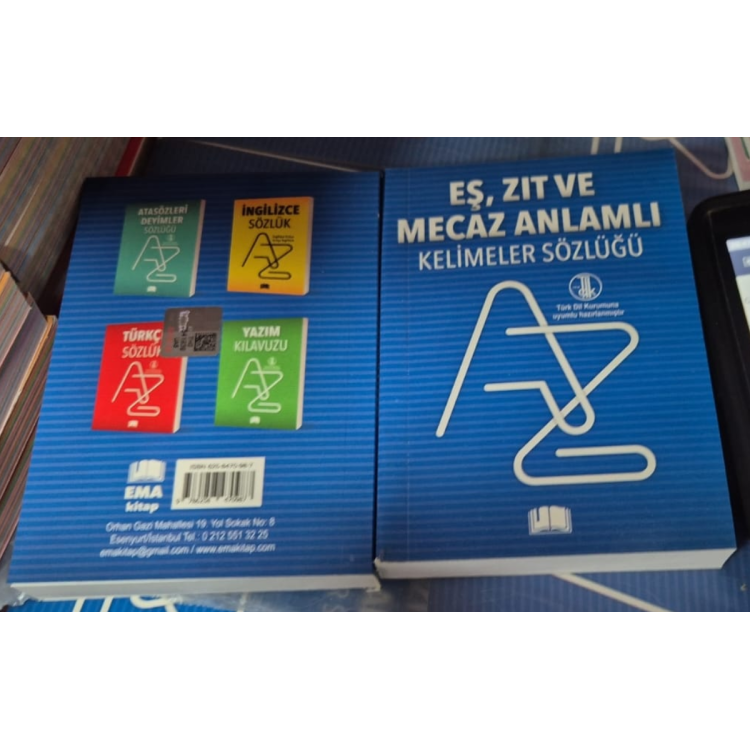 ATASÖZLERİ
DEYİMLER
SÖZLÜĞÜ
İNGİLİZCE
SÖZLÜK
TÜRKÇ
SÖZLÜK
YAZIM
KILAVUZU
EMA
kitap
Orhan Gazi Mahallesi 19. Yol Sokak No: 8
Esenyurt/İstanbul Tel.: 0 212 551 32 25
emakitap@gmail.com / www.emakitap.com
EŞ, ZIT VE
MECAZ ANLAMLI
KELİMELER SÖZLÜĞÜ
Türk Dil Kurumuna
uyumlu hazırlanmıştır